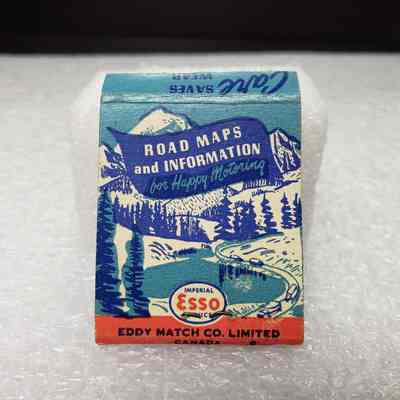 Care SAVES
WEAR
ROAD MAPS
and INFORMATION
for Happy Motoring
IMPERIAL
Esso
EDDY MATCH CO. LIMITED
CANADA